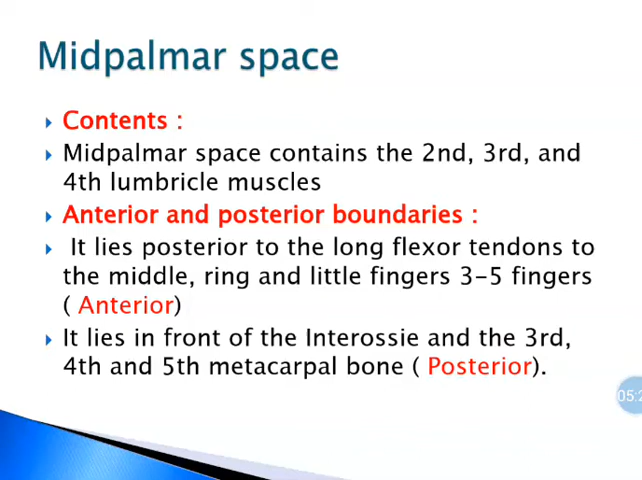 Midpalmar space
Contents :
Midpalmar space contains the 2nd, 3rd, and
4th lumbricle muscles
Anterior and posterior boundaries :
It lies posterior to the long flexor tendons to
the middle, ring and little fingers 3-5 fingers
( Anterior)
It lies in front of the Interossie and the 3rd,
4th and 5th metacarpal bone ( Posterior).